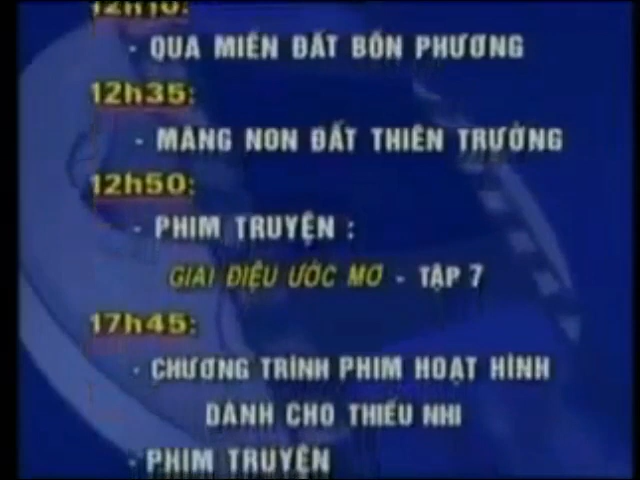 12h10:
- QUA MIỀN ĐẤT BỐN PHƯƠNG
12h35:
- MĂNG NON ĐẤT THIÊN TRƯỜNG
12h50:
- PHIM TRUYỆN :
GIAI ĐIỆU ƯỚC MƠ - TẬP 7
17h45:
- CHƯƠNG TRÌNH PHIM HOẠT HÌNH
DÀNH CHO THIẾU NHI
- PHIM TRUYỆN